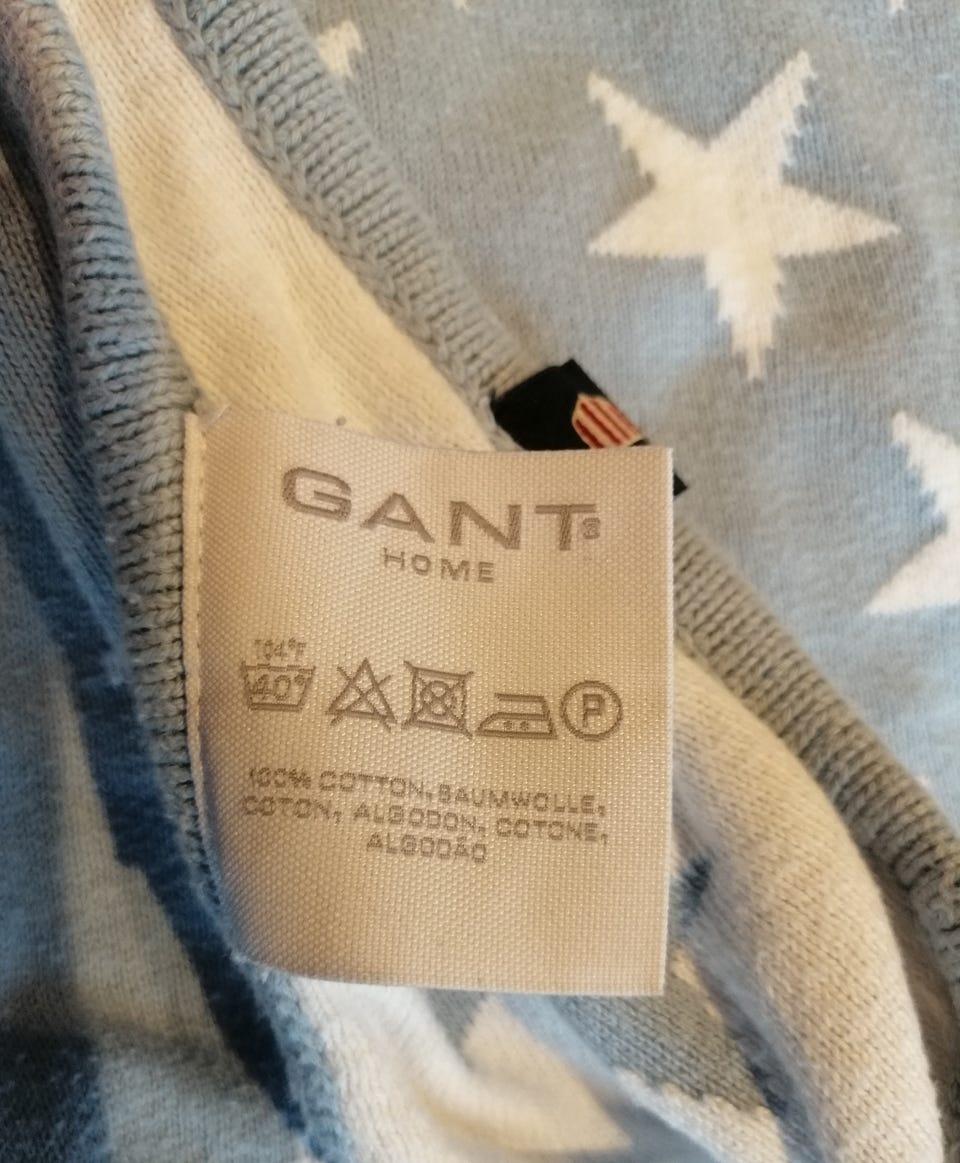 GANT®
HOME
104°F
40°
P
100% COTTON, BAUMWOLLE,
COTON, ALGODON, COTONE,
ALGODÃO